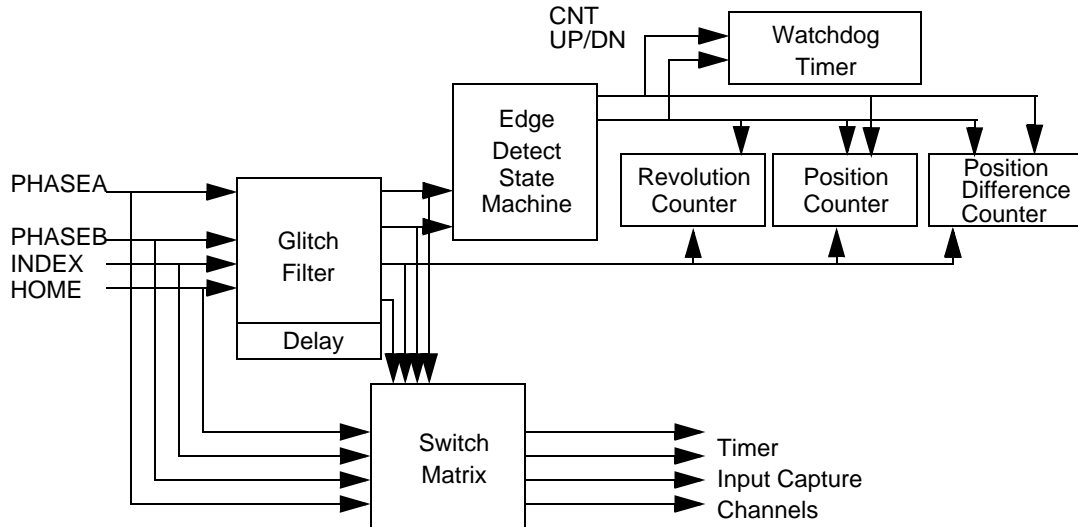 CNT
UP/DN
Watchdog
Timer
Edge
Detect
State
Machine
Revolution
Counter
Position
Counter
Position
Difference
Counter
PHASEA
PHASEB
INDEX
HOME
Glitch
Filter
Delay
Switch
Matrix
Timer
Input Capture
Channels